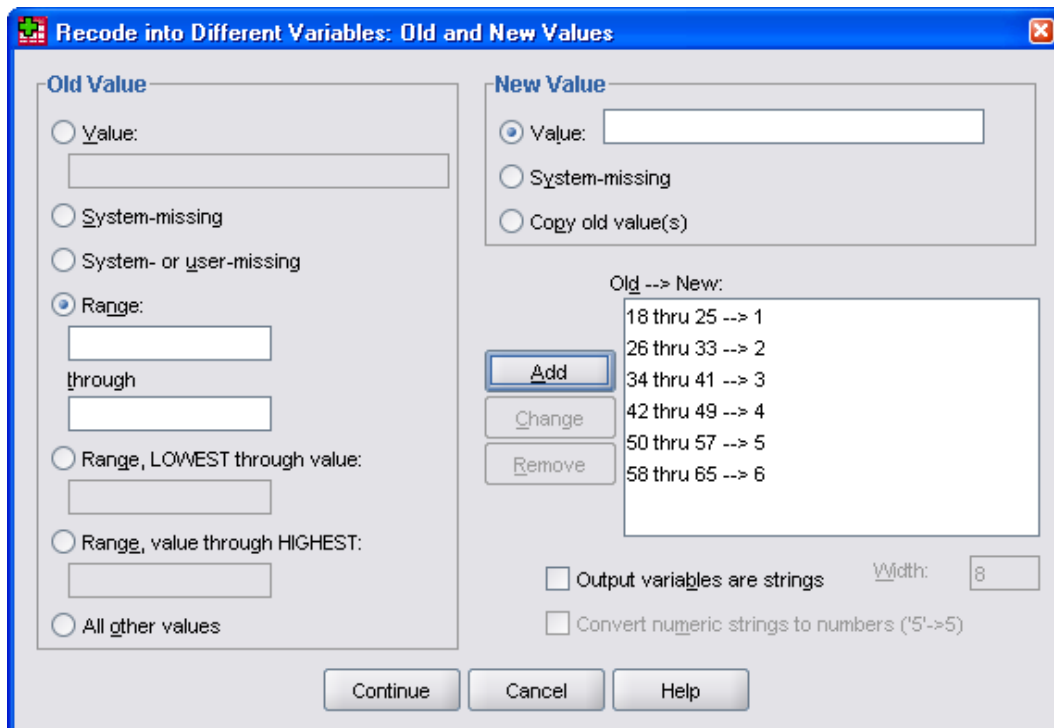 Recode into Different Variables: Old and New Values
Old Value
Value:
System-missing
System- or user-missing
Range:
through
Range, LOWEST through value:
Range, value through HIGHEST:
All other values
New Value
Value:
System-missing
Copy old value(s)
Old --> New:
18 thru 25 --> 1
26 thru 33 --> 2
34 thru 41 --> 3
42 thru 49 --> 4
50 thru 57 --> 5
58 thru 65 --> 6
Add
Change
Remove
Output variables are strings Width: 8
Convert numeric strings to numbers ('5'->5)
Continue Cancel Help